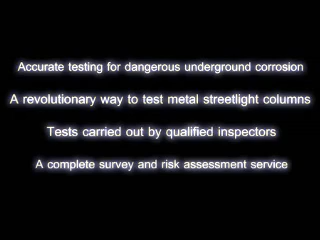 Accurate testing for dangerous underground corrosion
A revolutionary way to test metal streetlight columns
Tests carried out by qualified inspectors
A complete survey and risk assessment service